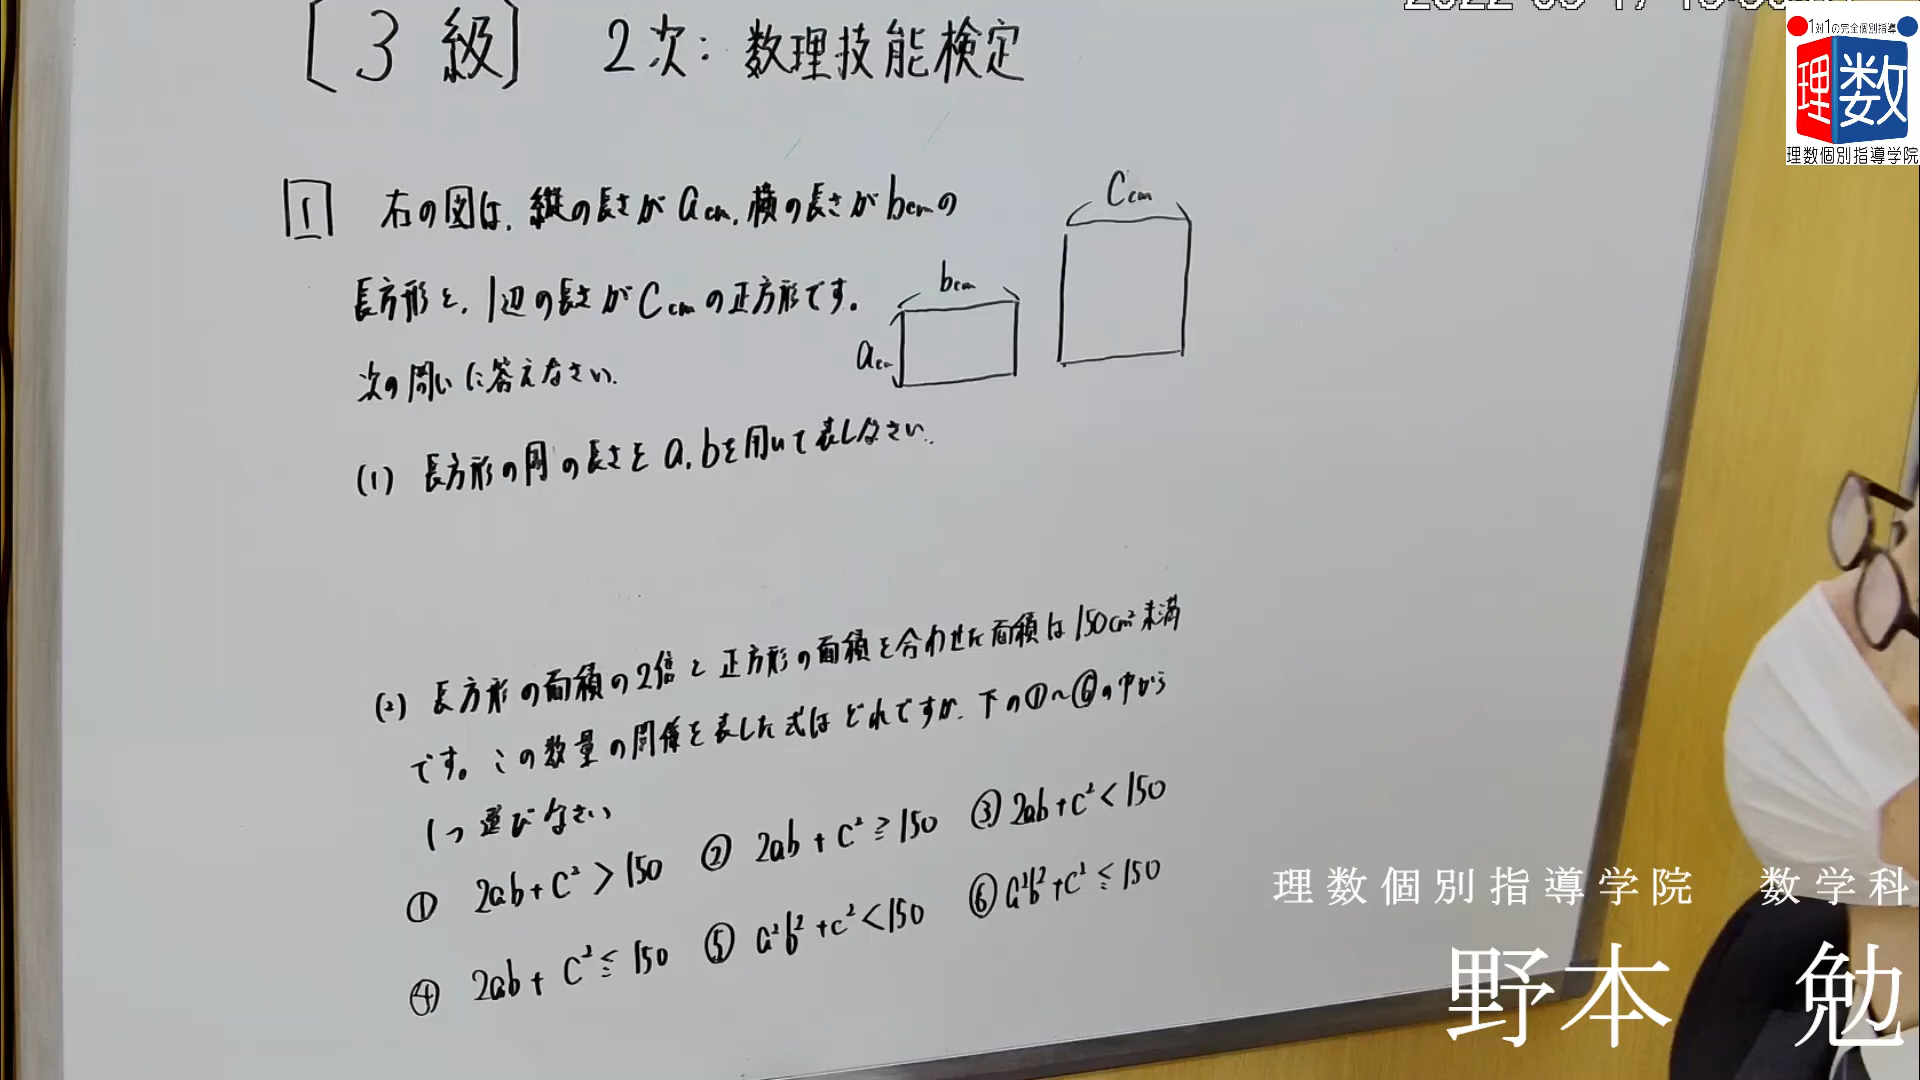 〔3級〕 2次：数理技能検定
1対1の完全個別指導
理数
理数個別指導学院
1 右の図は、縦の長さがacm、横の長さがbcmの
長方形と、1辺の長さがCcmの正方形です。
次の問いに答えなさい。
Ccm
bcm
acm
(1) 長方形の周の長さをa,bを用いて表しなさい。
(2) 長方形の面積の2倍と正方形の面積を合わせた面積は150cm²未満
です。この数量の関係を表した式はどれですか。下の①〜⑥の中から
1つ選びなさい
① 2ab+C²>150 ② 2ab+C²≧150 ③ 2ab+C²<150
④ 2ab+C²≦150 ⑤ a²b²+c²<150 ⑥ a²b²+c²≦150
理数個別指導学院 数学科
野本 勉